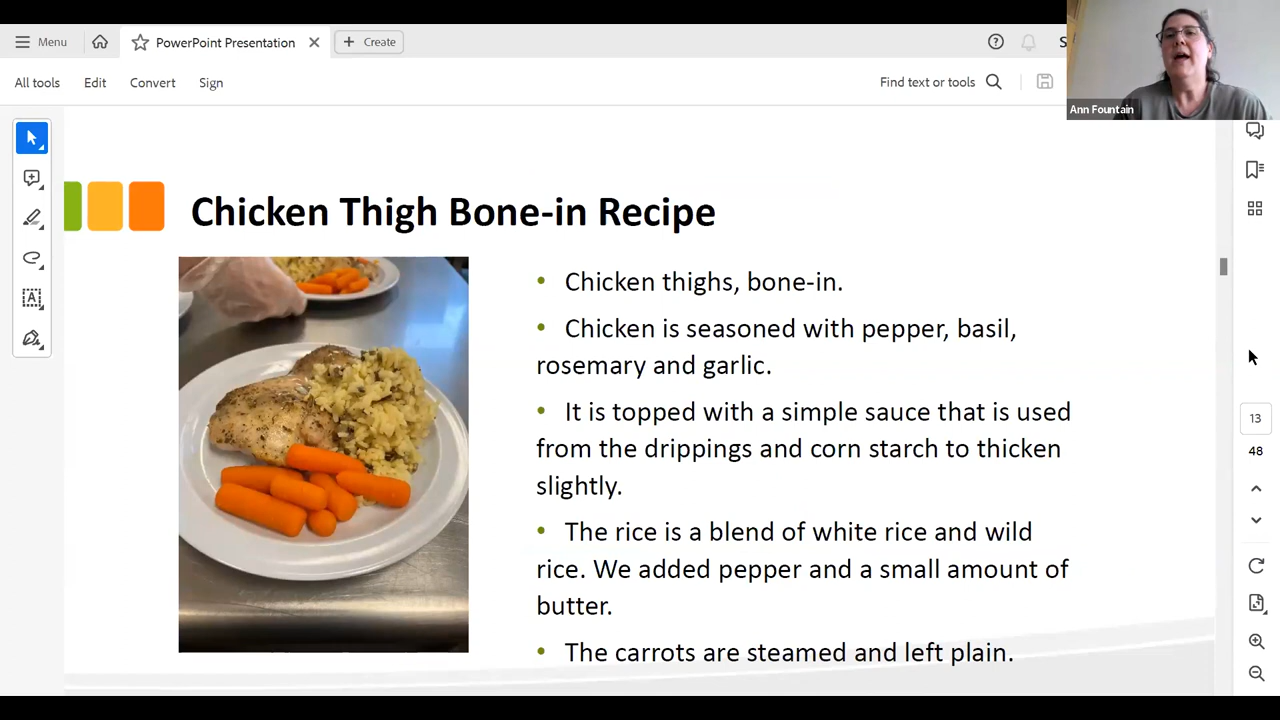 Menu
PowerPoint Presentation
Create
S
All tools
Edit
Convert
Sign
Find text or tools
Ann Fountain
Chicken Thigh Bone-in Recipe
• Chicken thighs, bone-in.
• Chicken is seasoned with pepper, basil,
rosemary and garlic.
• It is topped with a simple sauce that is used
from the drippings and corn starch to thicken
slightly.
• The rice is a blend of white rice and wild
rice. We added pepper and a small amount of
butter.
• The carrots are steamed and left plain.
13
48